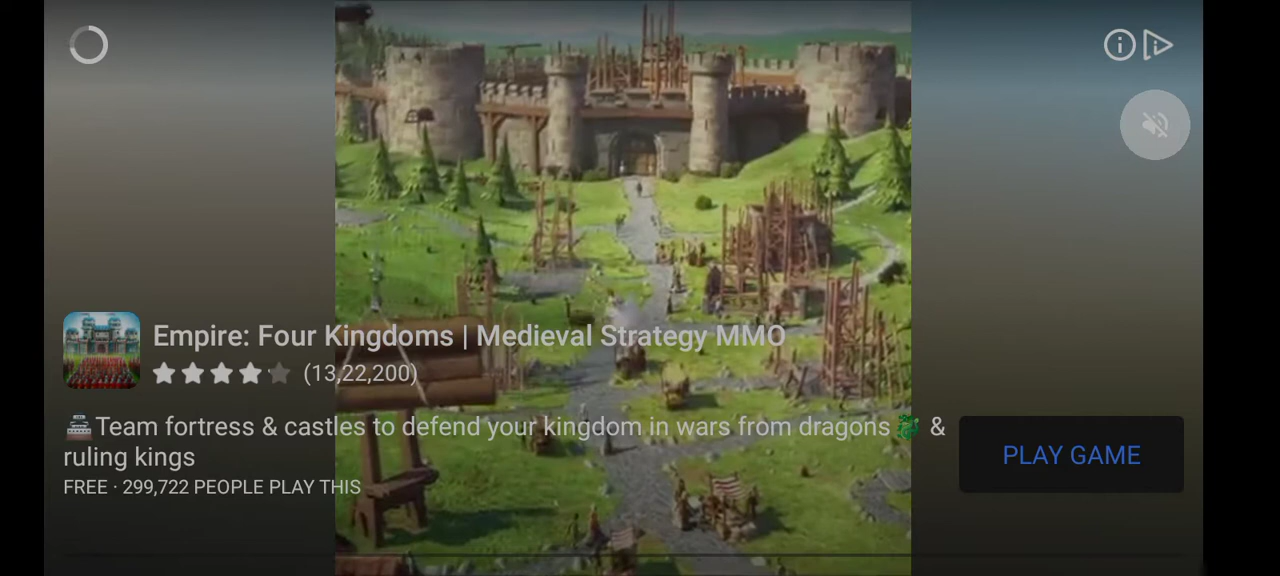 Empire: Four Kingdoms | Medieval Strategy MMO
(13,22,200)
🏯Team fortress & castles to defend your kingdom in wars from dragons🐉 &
ruling kings
FREE · 299,722 PEOPLE PLAY THIS
PLAY GAME